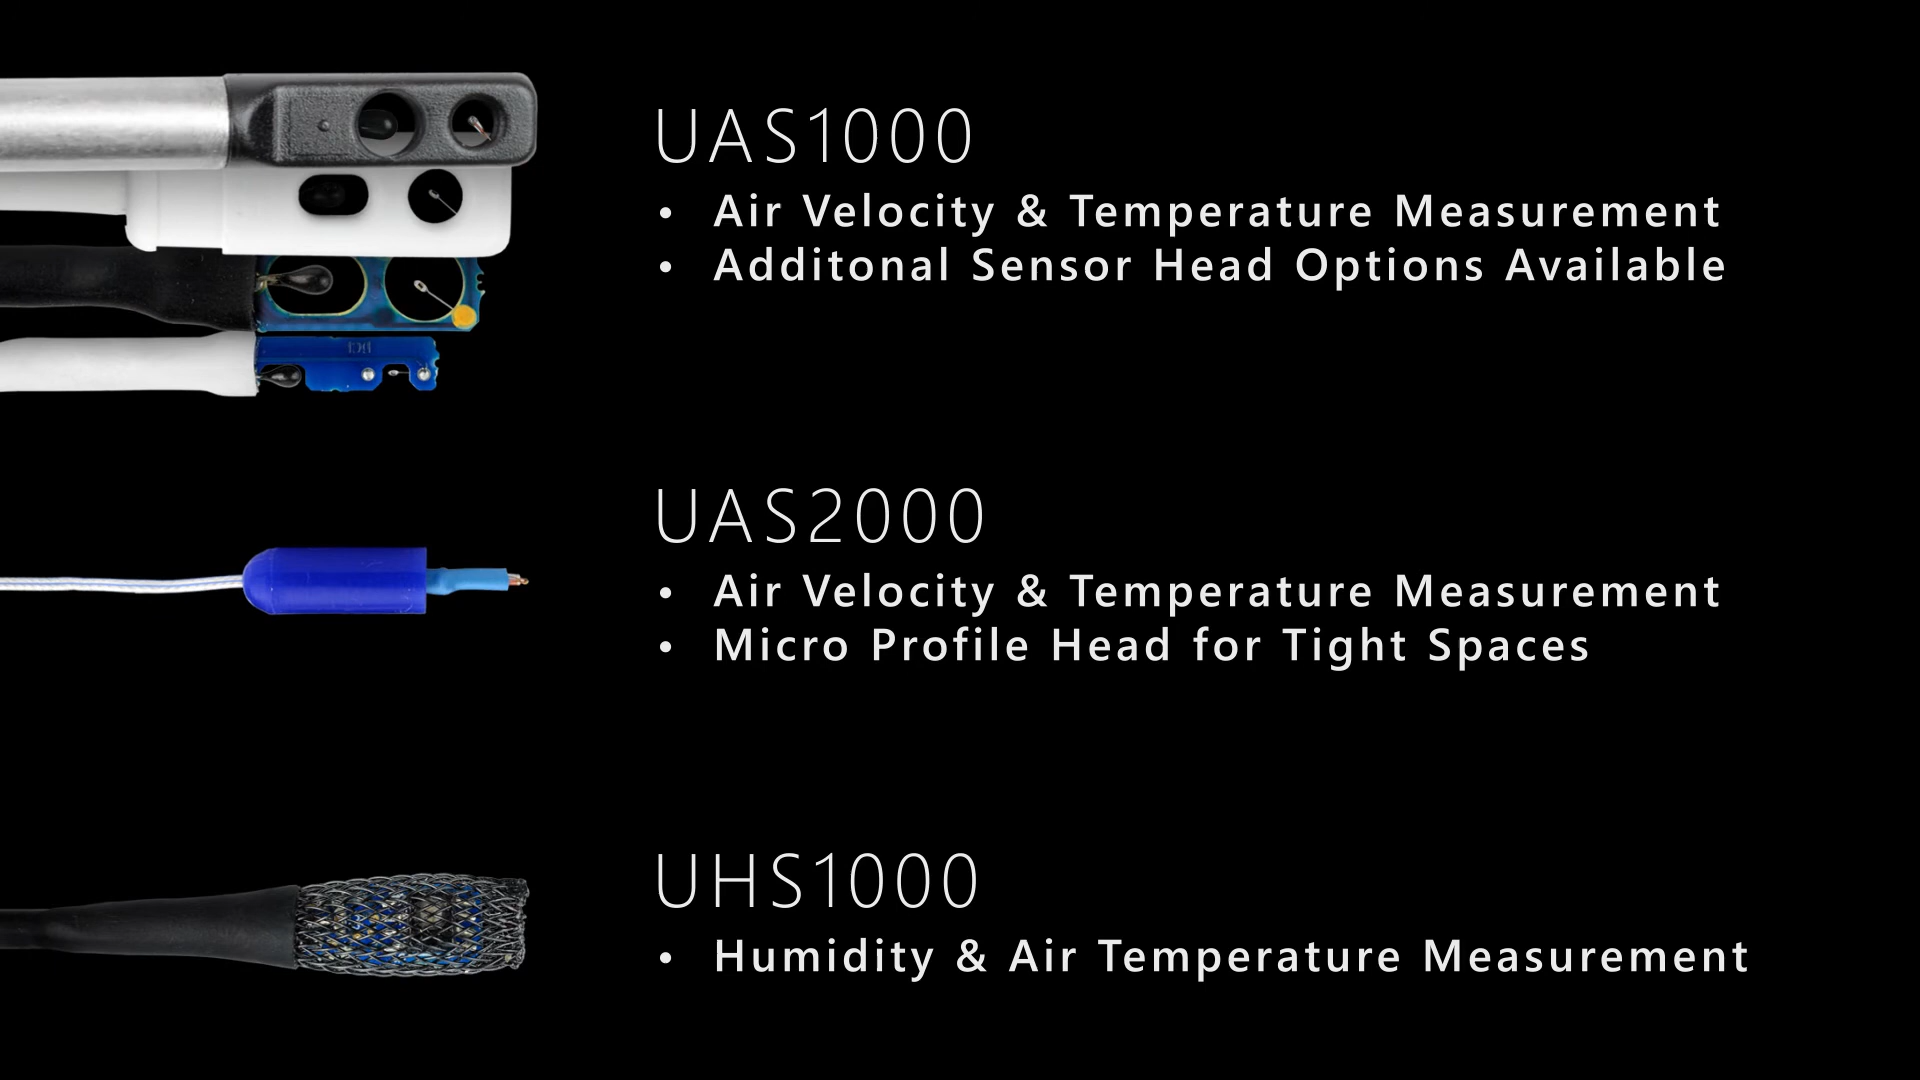 UAS1000
• Air Velocity & Temperature Measurement
• Additonal Sensor Head Options Available
UAS2000
• Air Velocity & Temperature Measurement
• Micro Profile Head for Tight Spaces
UHS1000
• Humidity & Air Temperature Measurement